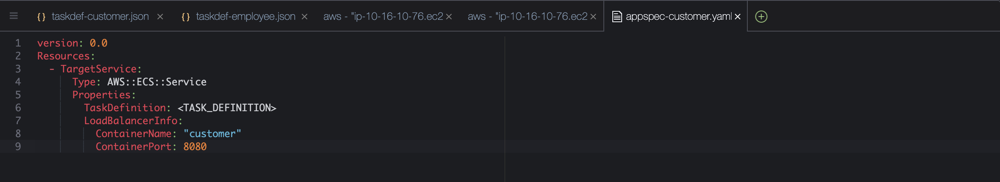 taskdef-customer.json taskdef-employee.json aws - "ip-10-16-10-76.ec2 aws - "ip-10-16-10-76.ec2 appspec-customer.yaml
1 version: 0.0
2 Resources:
3   - TargetService:
4       Type: AWS::ECS::Service
5       Properties:
6         TaskDefinition: <TASK_DEFINITION>
7         LoadBalancerInfo:
8           ContainerName: "customer"
9           ContainerPort: 8080